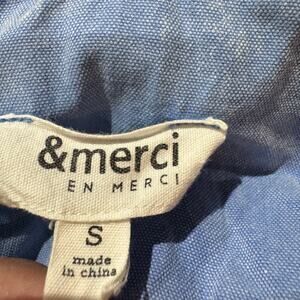 &merci
EN MERCI
S
made
in china